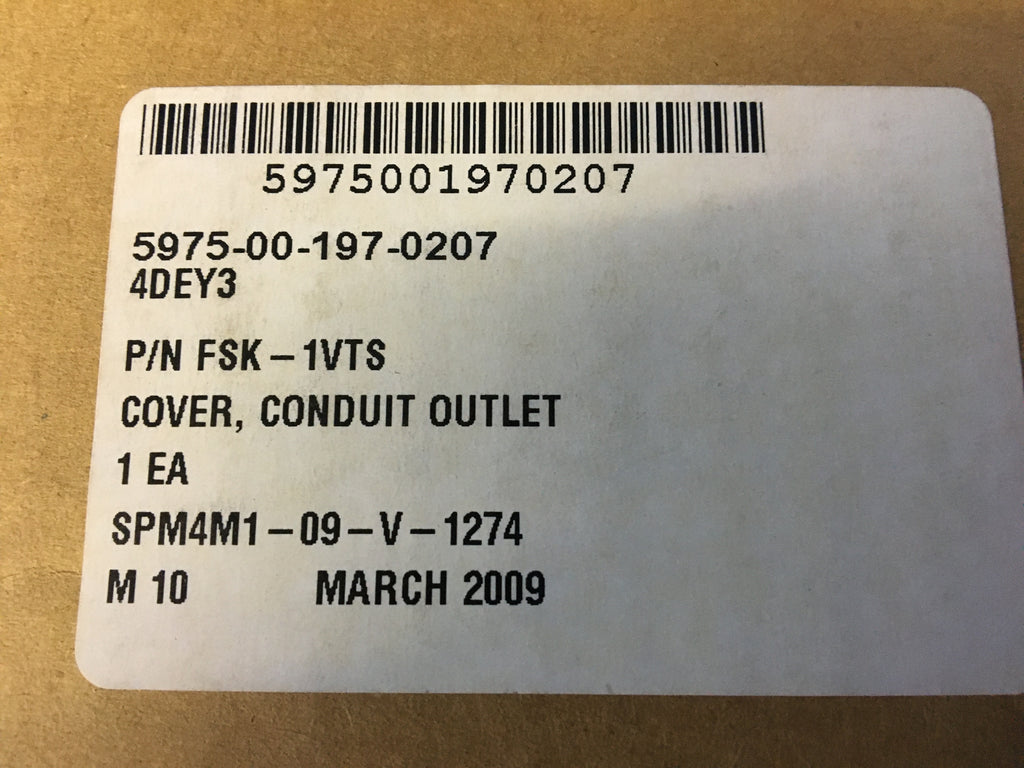 5975001970207
5975-00-197-0207
4DEY3
P/N FSK – 1VTS
COVER, CONDUIT OUTLET
1 EA
SPM4M1 – 09 – V – 1274
M 10 MARCH 2009